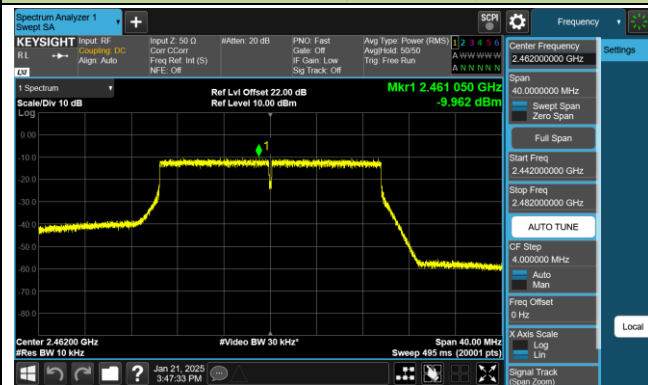 Spectrum Analyzer 1
Swept SA
SCPI
Frequency
KEYSIGHT Input: RF Input Z: 50 Ω #Atten: 20 dB PNO: Fast Avg Type: Power (RMS) 1 2 3 4 5 6
RL Coupling: DC Corr CCorr Gate: Off Avg|Hold: 50/50 A W W W W W
Align: Auto Freq Ref: Int (S) IF Gain: Low Trig: Free Run
NFE: Off Sig Track: Off A N N N N N
LXI
1 Spectrum
Scale/Div 10 dB
Log
Ref Lvl Offset 22.00 dB
Ref Level 10.00 dBm
Mkr1 2.461 050 GHz
-9.962 dBm
1
0.00
-10.0
-20.0
-30.0
-40.0
-50.0
-60.0
-70.0
-80.0
Center 2.46200 GHz #Video BW 30 kHz* Span 40.00 MHz
#Res BW 10 kHz Sweep 495 ms (20001 pts)
Jan 21, 2025
3:47:33 PM
Center Frequency
2.462000000 GHz
Settings
Span
40.0000000 MHz
Swept Span
Zero Span
Full Span
Start Freq
2.442000000 GHz
Stop Freq
2.482000000 GHz
AUTO TUNE
CF Step
4.000000 MHz
Auto
Man
Freq Offset
0 Hz
X Axis Scale
Log
Lin
Local
Signal Track
(Span Zoom)